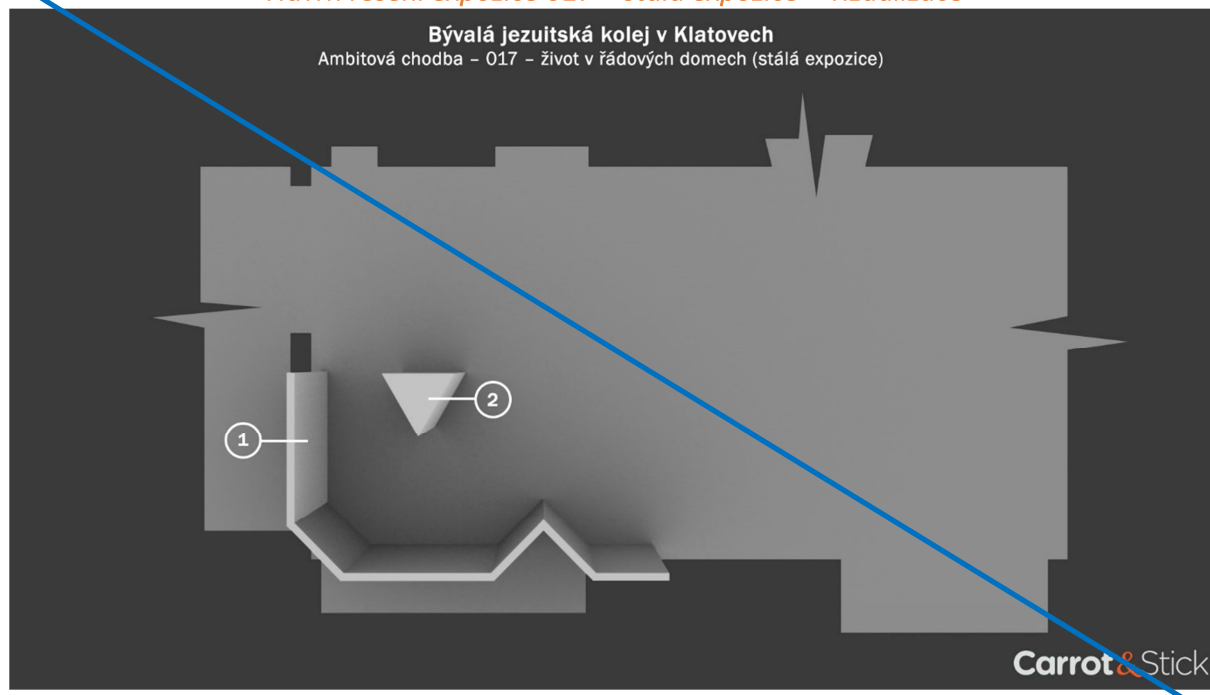 Bývalá jezuitská kolej v Klatovech
Ambitová chodba – 017 – život v řádových domech (stálá expozice)
2
1
Carrot&Stick